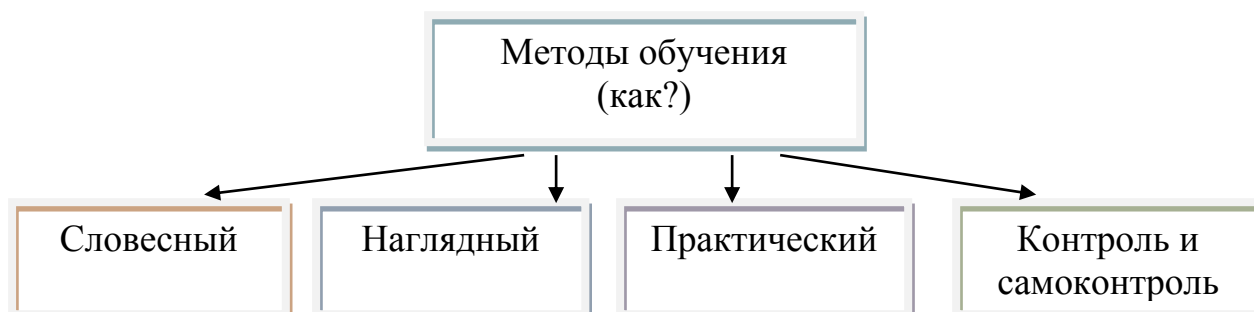 Методы обучения
(как?)
Словесный
Наглядный
Практический
Контроль и
самоконтроль